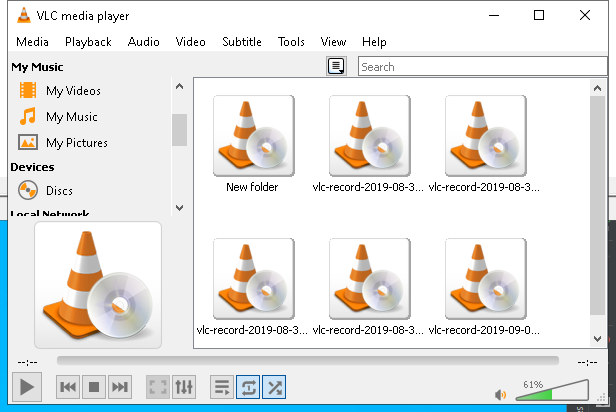 VLC media player
Media Playback Audio Video Subtitle Tools View Help
My Music
Search
My Videos
My Music
My Pictures
Devices
Discs
Local Network
New folder
vlc-record-2019-08-3...
vlc-record-2019-08-3...
vlc-record-2019-08-3...
vlc-record-2019-08-3...
vlc-record-2019-09-0...
--:--
--:--
61%